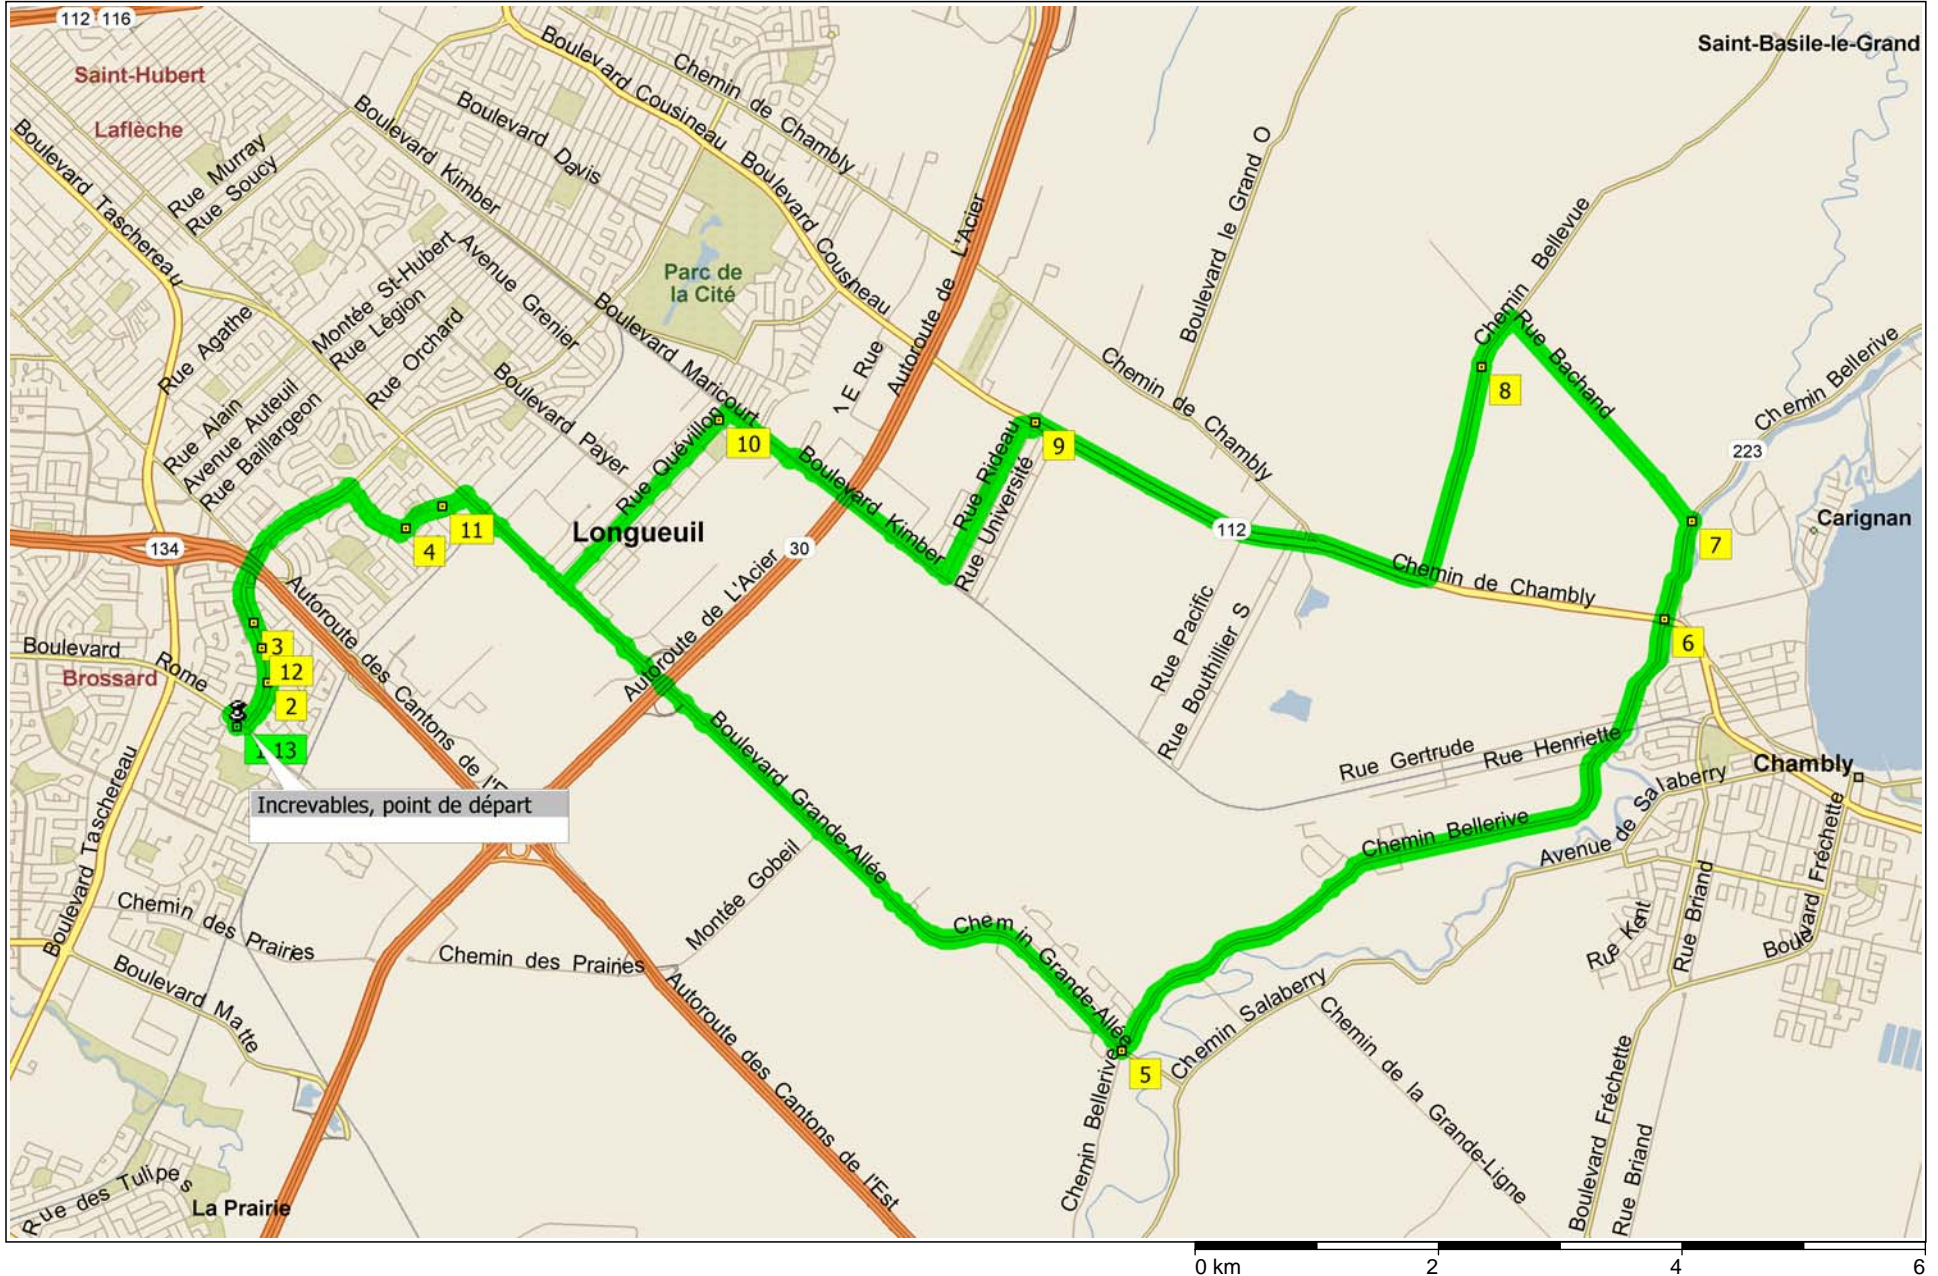 112
116
Saint-Hubert
Laflèche
Boulevard Taschereau
Rue Murray
Rue Soucy
Boulevard Kimber
Boulevard Davis
Boulevard Cousineau
Boulevard Cousineau
Chemin de Chambly
Parc de
la Cité
Autoroute de L'Acier
Boulevard le Grand O
Saint-Basile-le-Grand
Chemin Bellevue
Rue Bachand
Chemin Bellerive
223
Carignan
Rue Agathe
Montée St-Hubert
Rue Légion
Rue Orchard
Avenue Grenier
Boulevard Maricourt
Boulevard Payer
Rue Alain
Avenue Auteuil
Rue Baillargeon
Rue Quévillon
10
Boulevard Kimber
Rue Rideau
Rue Université
9
Chemin de Chambly
8
7
11
4
Longueuil
134
30
112
Chemin de Chambly
6
Autoroute de L'Acier
Autoroute des Cantons de l'E
Boulevard Rome
Brossard
3
12
2
1 13
Increvables, point de départ
Rue Pacific
Rue Bouthillier S
Rue Gertrude
Rue Henriette
Chambly
Boulevard Grande-Allée
Montée Gobeil
Chemin Bellerive
Avenue de Salaberry
Boulevard Taschereau
Chemin des Prairies
Chemin des Prairies
Boulevard Matte
Chemin Grande-Allée
5
Chemin Salaberry
Chemin Bellerive
Chemin de la Grande-Ligne
Rue Kent
Rue Briand
Boulevard Fréchette
Boulevard Fréchette
Rue Briand
Autoroute des Cantons de l'Est
Rue des Tulipes
La Prairie
0 km
2
4
6